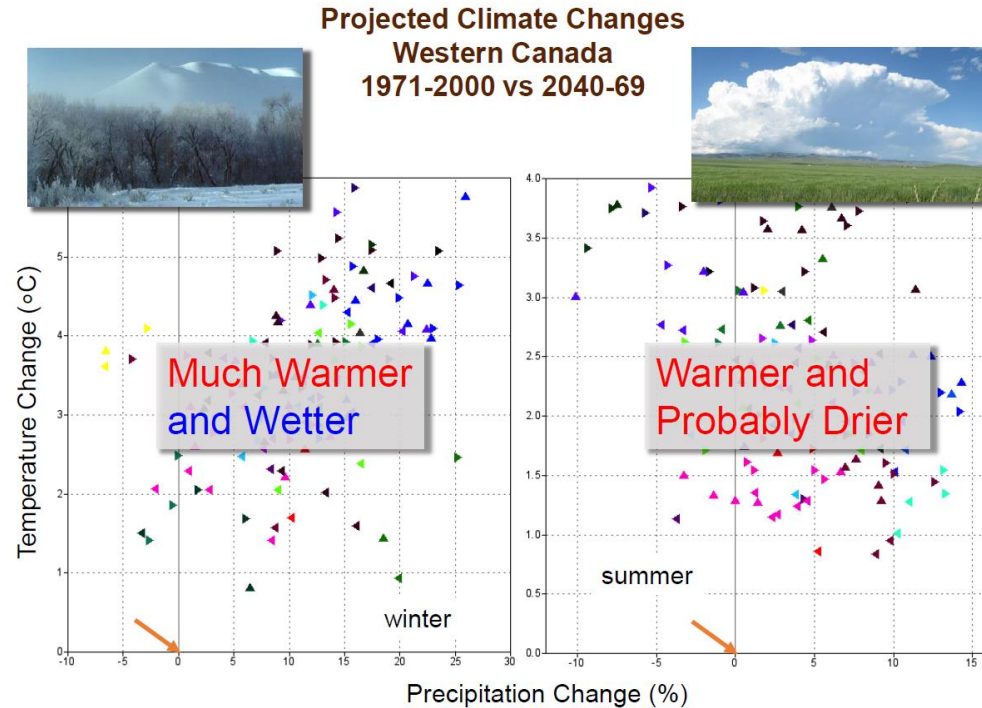 Projected Climate Changes
Western Canada
1971-2000 vs 2040-69
Temperature Change (∘C)
5
4
3
2
1
0
Much Warmer
and Wetter
winter
-10 -5 0 5 10 15 20 25 30
4.0
3.5
3.0
2.5
2.0
1.5
1.0
0.5
0.0
Warmer and
Probably Drier
summer
-10 -5 0 5 10 15
Precipitation Change (%)